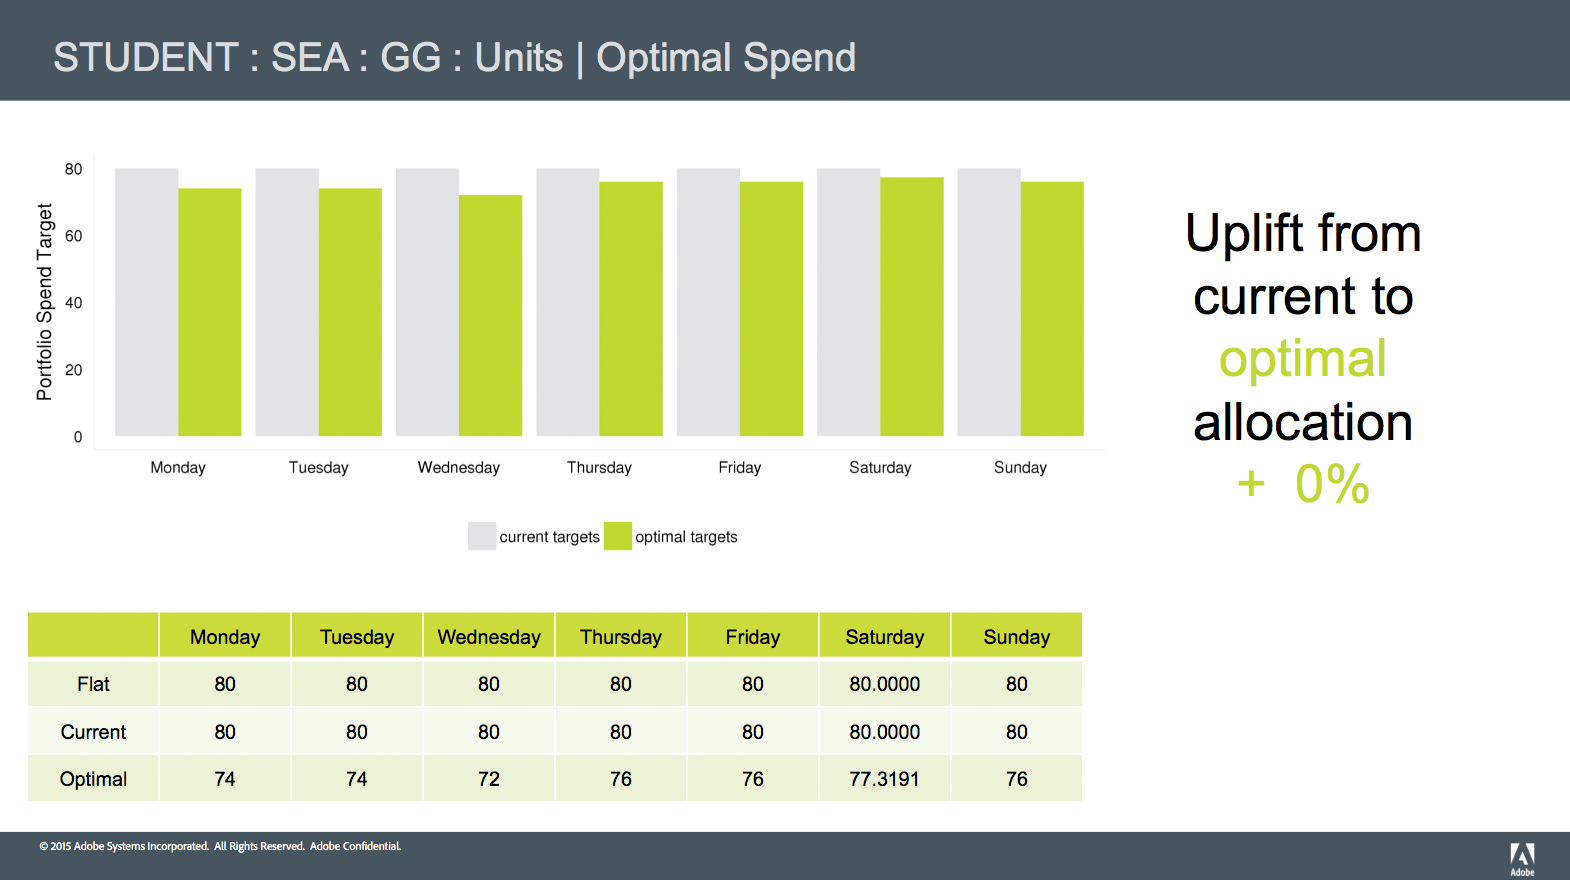 STUDENT : SEA : GG : Units | Optimal Spend
Portfolio Spend Target
80
60
40
20
0
Monday Tuesday Wednesday Thursday Friday Saturday Sunday
current targets optimal targets
Uplift from
current to
optimal
allocation
+ 0%
Monday Tuesday Wednesday Thursday Friday Saturday Sunday
Flat 80 80 80 80 80 80.0000 80
Current 80 80 80 80 80 80.0000 80
Optimal 74 74 72 76 76 77.3191 76
© 2015 Adobe Systems Incorporated. All Rights Reserved. Adobe Confidential.
Adobe